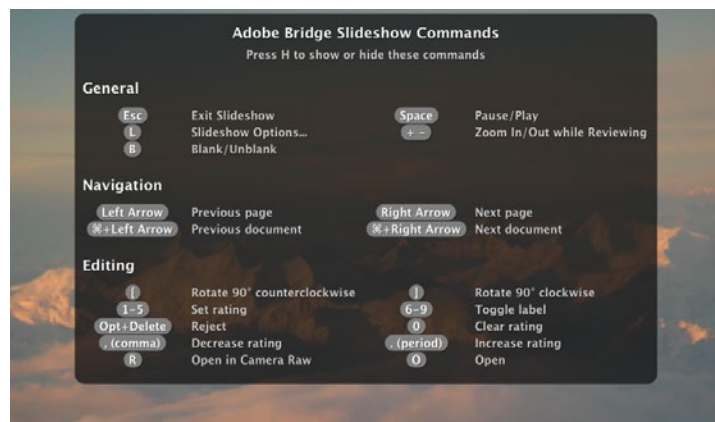 Adobe Bridge Slideshow Commands
Press H to show or hide these commands
General
Esc Exit Slideshow Space Pause/Play
L Slideshow Options... + - Zoom In/Out while Reviewing
B Blank/Unblank
Navigation
Left Arrow Previous page Right Arrow Next page
⌘+Left Arrow Previous document ⌘+Right Arrow Next document
Editing
[ Rotate 90° counterclockwise ] Rotate 90° clockwise
1-5 Set rating 6-9 Toggle label
Opt+Delete Reject 0 Clear rating
, (comma) Decrease rating . (period) Increase rating
R Open in Camera Raw O Open